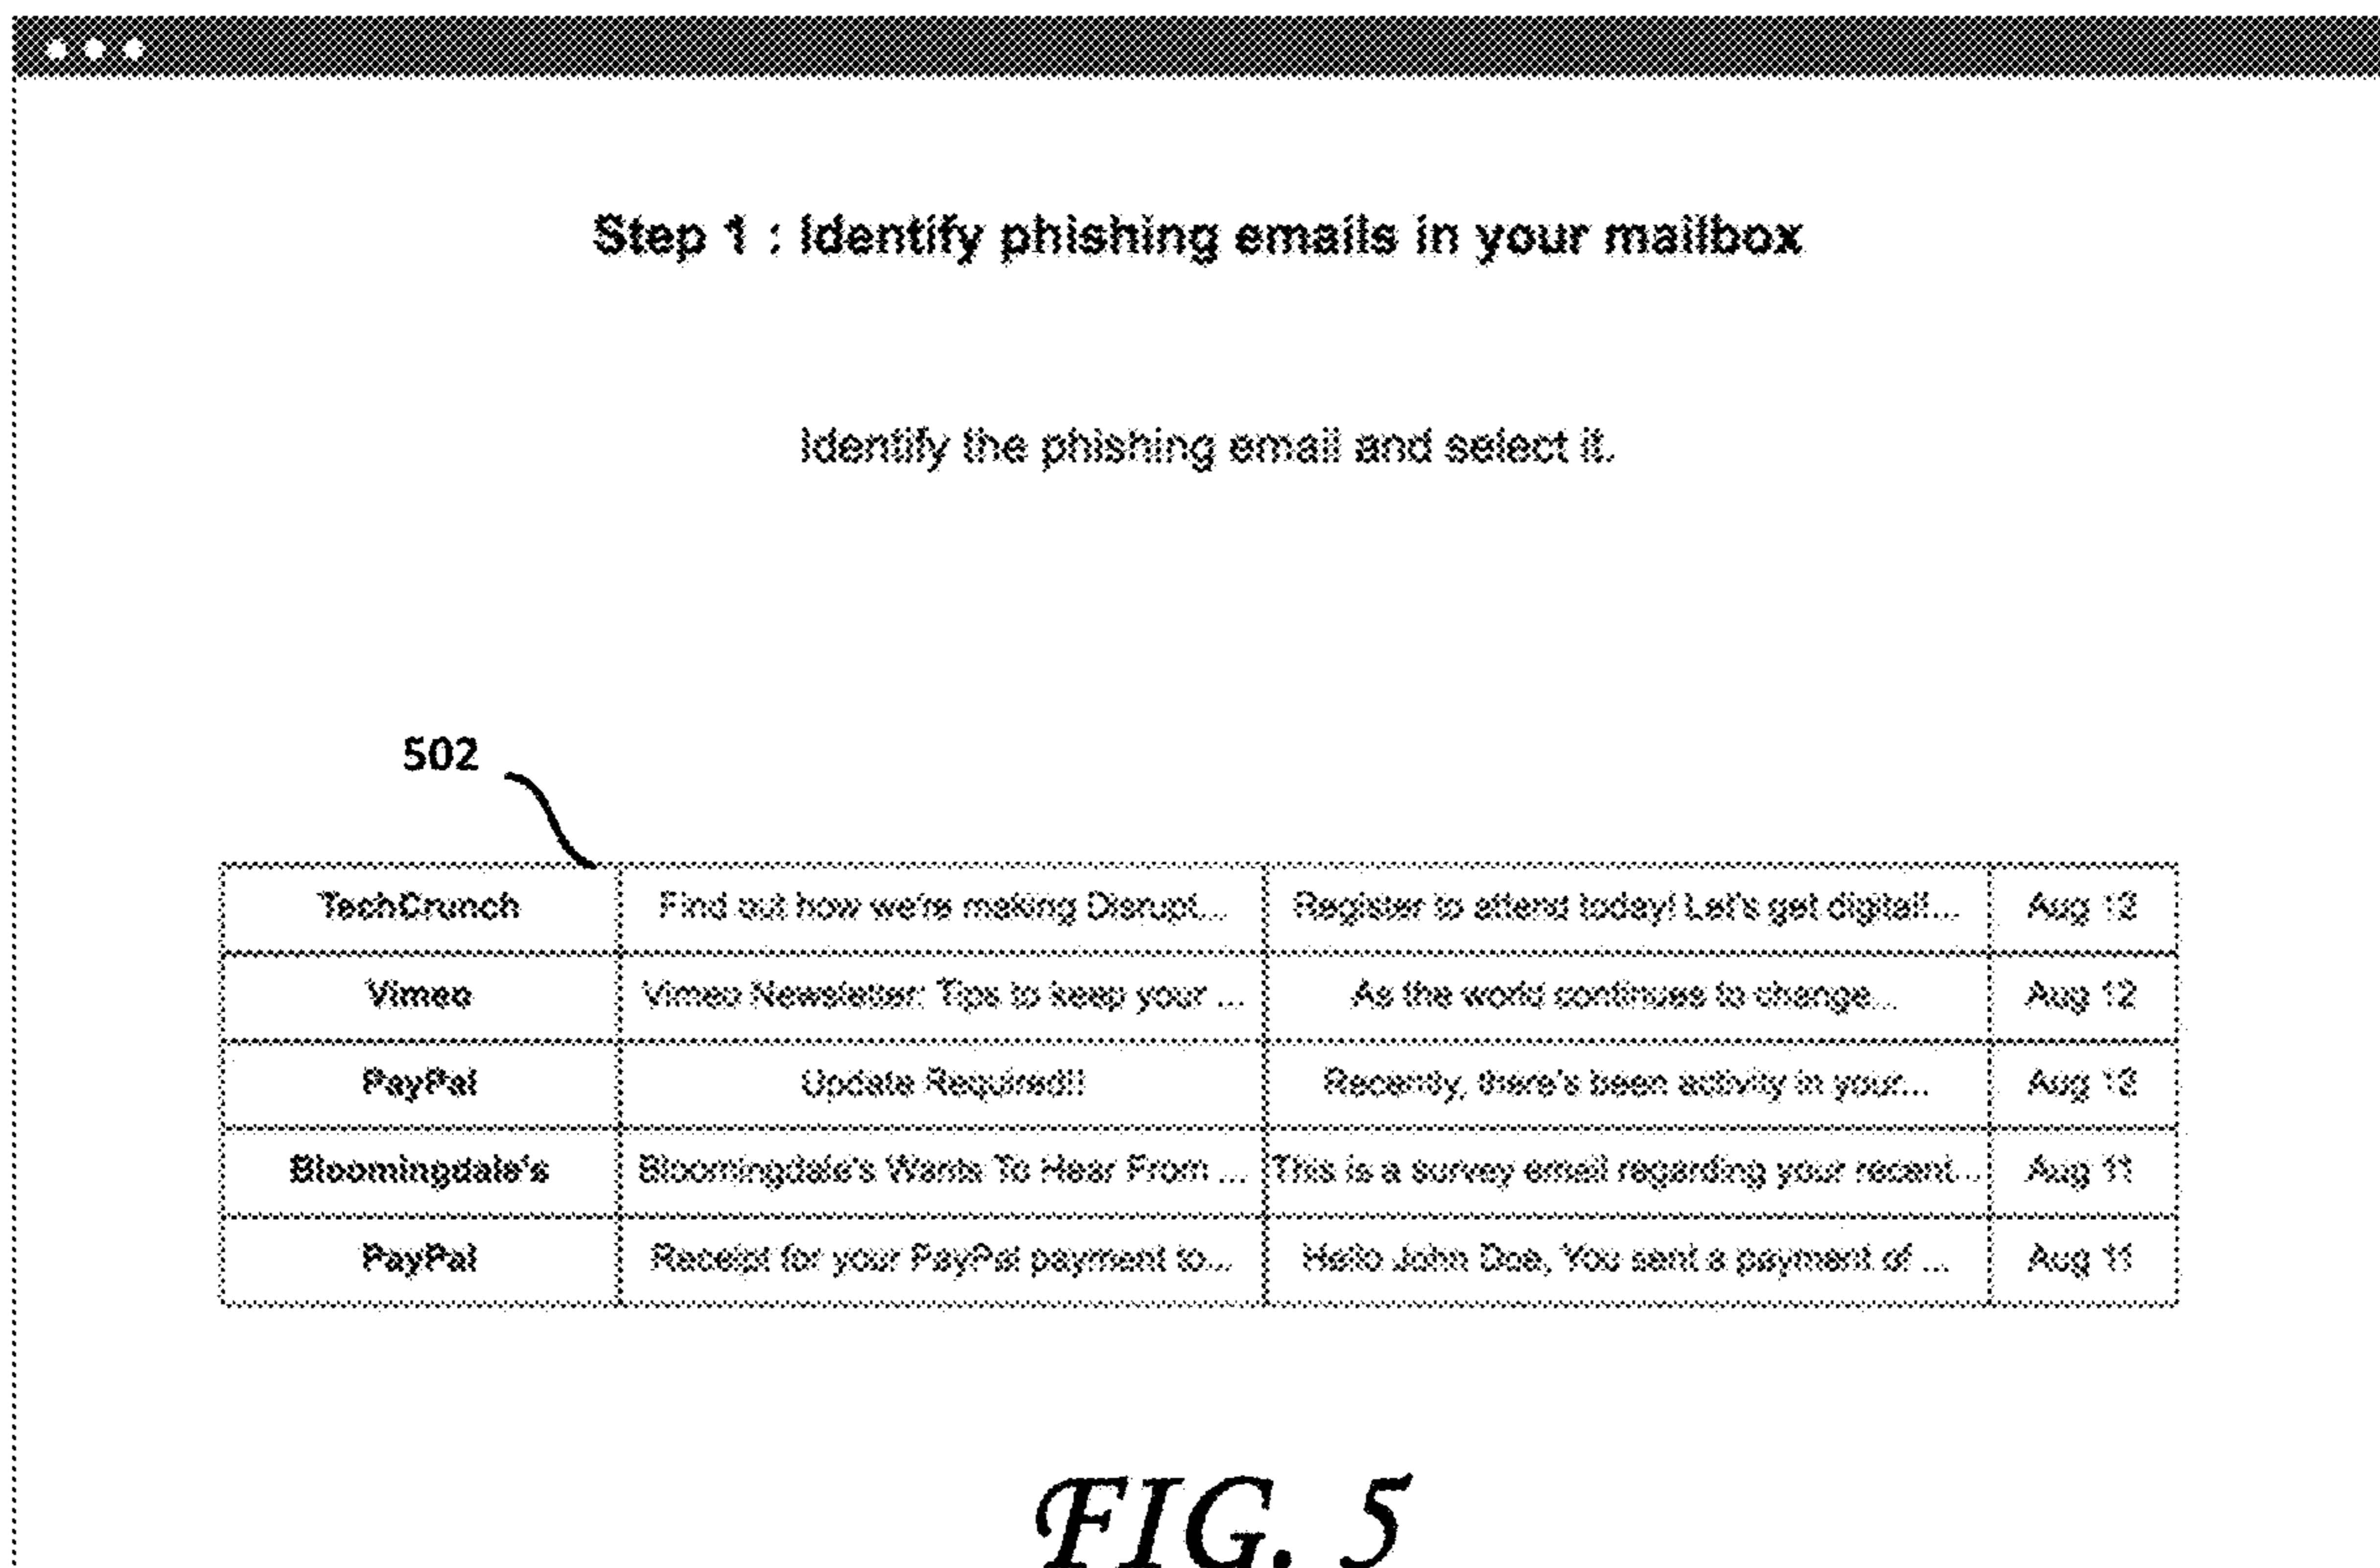 Step 1 : Identify phishing emails in your mailbox
Identify the phishing email and select it.
502
TechCrunch Find out how we're making Disrupt... Register to attend today! Let's get digital!... Aug 12
Vimeo Vimeo Newsletter: Tips to keep your ... As the world continues to change... Aug 12
PayPal Update Required!! Recently, there's been activity in your... Aug 12
Bloomingdale's Bloomingdale's Wants To Hear From ... This is a survey email regarding your recent... Aug 11
PayPal Receipt for your PayPal payment to... Hello John Doe, You sent a payment of ... Aug 11
FIG. 5